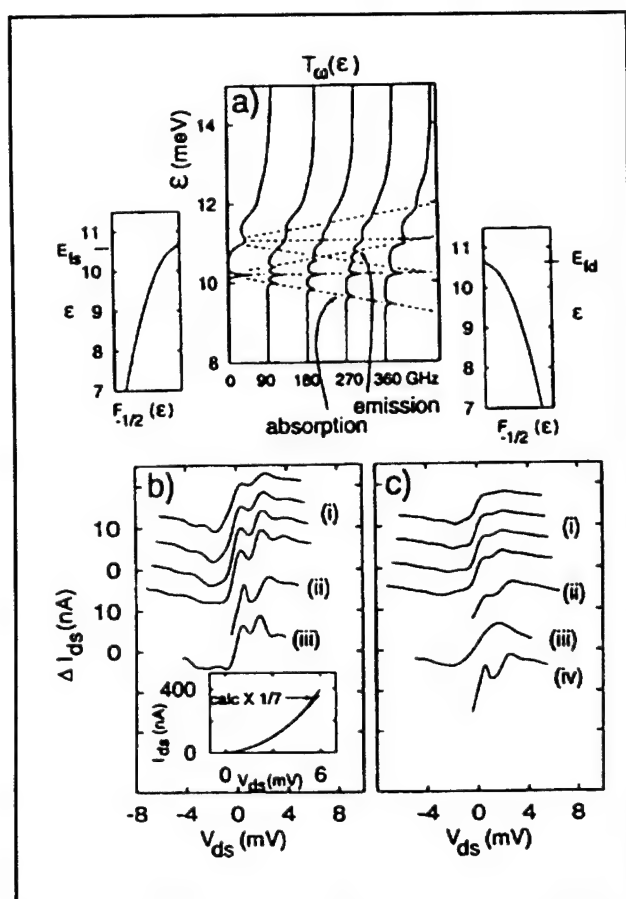 T_ω(ε)
a)
ε (meV)
15
12
10
8
0 90 180 270 360 GHz
absorption
emission
11
E_fs
10
ε
9
8
7
F_-1/2 (ε)
11
E_fd
10
ε
9
8
7
F_-1/2 (ε)
b)
(i)
(ii)
(iii)
10
0
10
0
Δ I_ds (nA)
400
calc X 1/7
I_ds (nA)
0
0 V_ds (mV) 6
-8 -4 0 4 8
V_ds (mV)
c)
(i)
(ii)
(iii)
(iv)
-4 0 4 8
V_ds (mV)